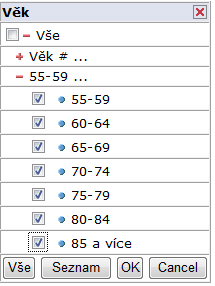 Věk
Vše
Věk # ...
55-59 ...
55-59
60-64
65-69
70-74
75-79
80-84
85 a více
Vše Seznam OK Cancel